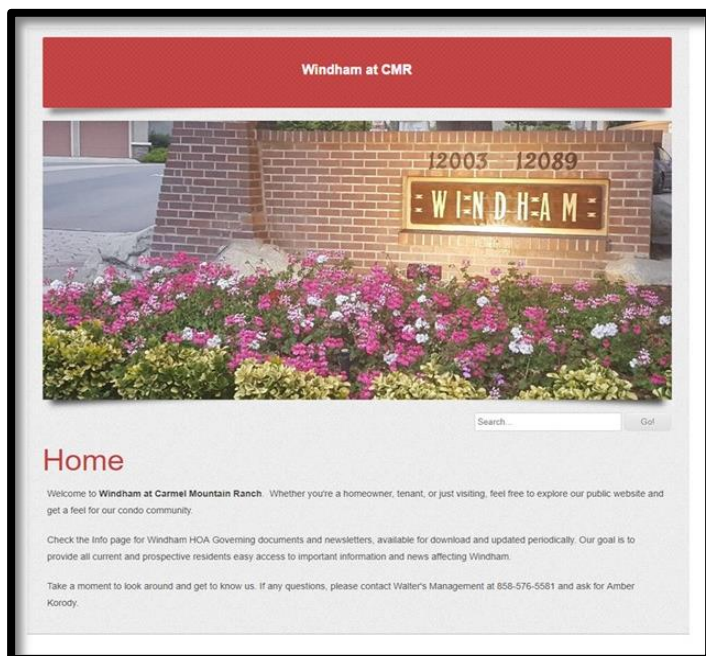 Windham at CMR
12003 12089
WINDHAM
Search...
Go!
Home
Welcome to Windham at Carmel Mountain Ranch. Whether you're a homeowner, tenant, or just visiting, feel free to explore our public website and
get a feel for our condo community.
Check the Info page for Windham HOA Governing documents and newsletters, available for download and updated periodically. Our goal is to
provide all current and prospective residents easy access to important information and news affecting Windham.
Take a moment to look around and get to know us. If any questions, please contact Walter's Management at 858-576-5581 and ask for Amber
Korody.